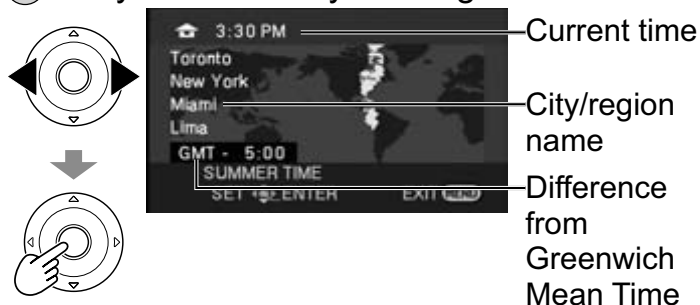 3:30 PM
Toronto
New York
Miami
Lima
GMT - 5:00
SUMMER TIME
SET ENTER EXIT MENU
Current time
City/region
name
Difference
from
Greenwich
Mean Time